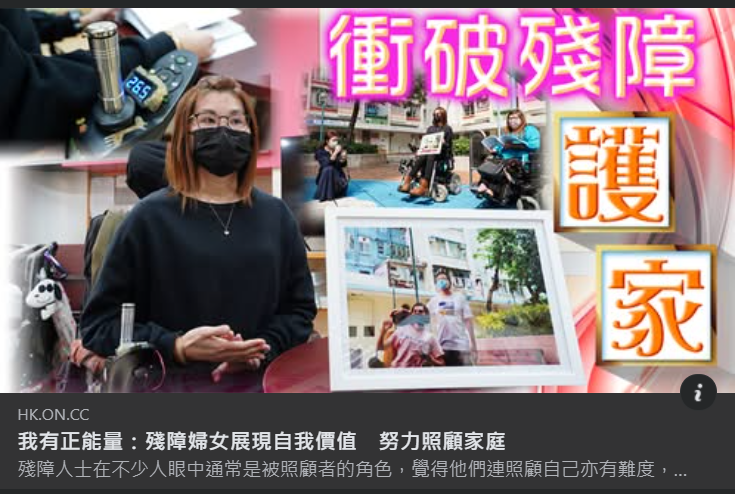 衝破殘障
護
家
265
HK.ON.CC
我有正能量：殘障婦女展現自我價值　努力照顧家庭
殘障人士在不少人眼中通常是被照顧者的角色，覺得他們連照顧自己亦有難度，...